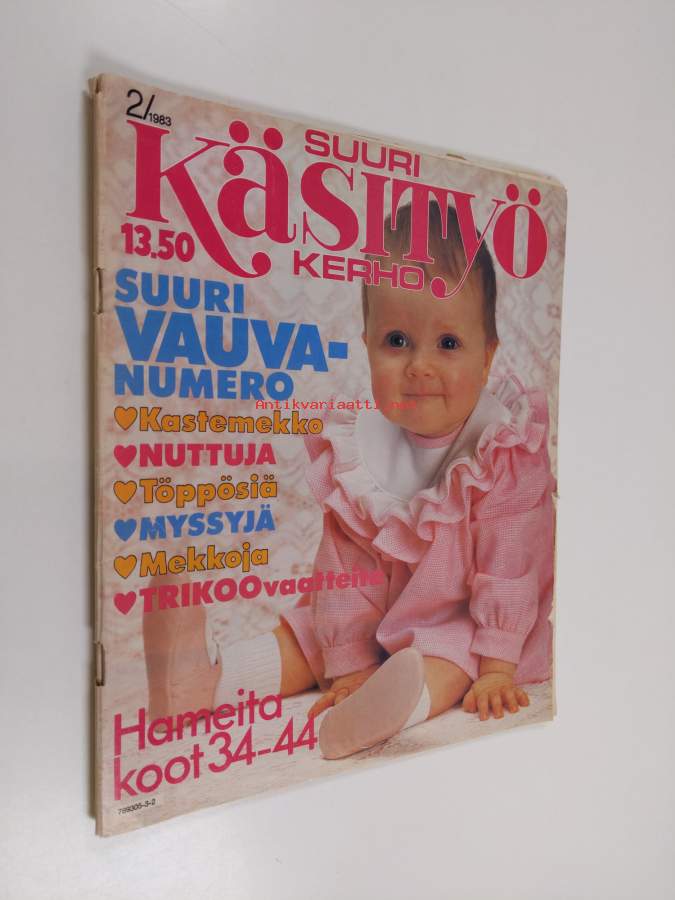 2/1983
SUURI
KÄSITYÖ
KERHO
13.50
SUURI
VAUVA-
NUMERO
Antikvariaatti.net
Kastemekko
NUTTUJA
Töppösiä
MYSSYJÄ
Mekkoja
TRIKOOvaatteita
Hameita
koot 34-44
789305-3-2